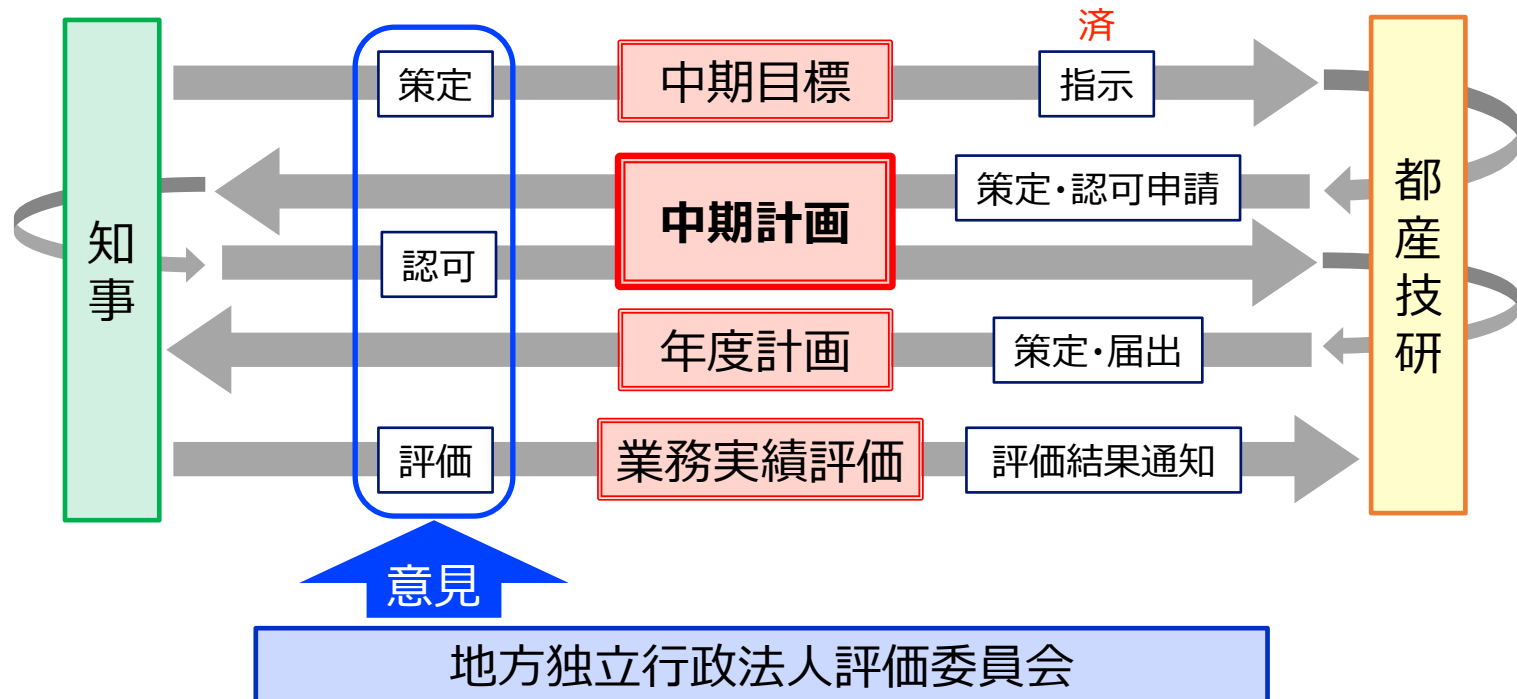 済
策定
中期目標
指示
知事
中期計画
策定・認可申請
認可
都産技研
年度計画
策定・届出
評価
業務実績評価
評価結果通知
意見
地方独立行政法人評価委員会